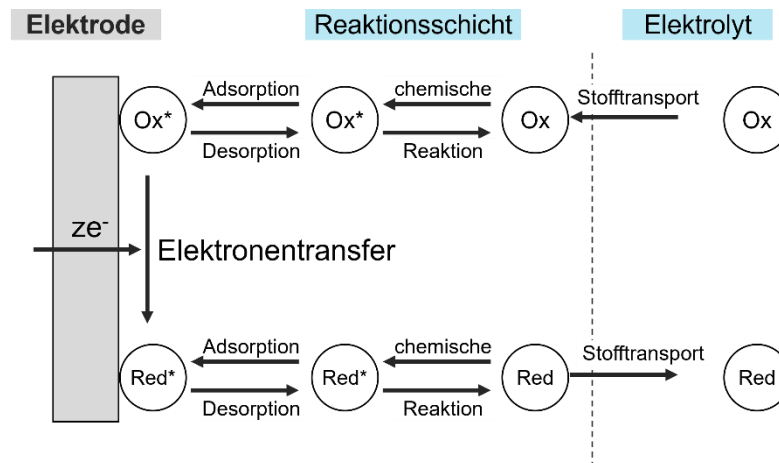 Elektrode Reaktionsschicht Elektrolyt
Adsorption chemische Stofftransport
Ox* Ox* Ox Ox
Desorption Reaktion
ze-
Elektronentransfer
Adsorption chemische Stofftransport
Red* Red* Red Red
Desorption Reaktion